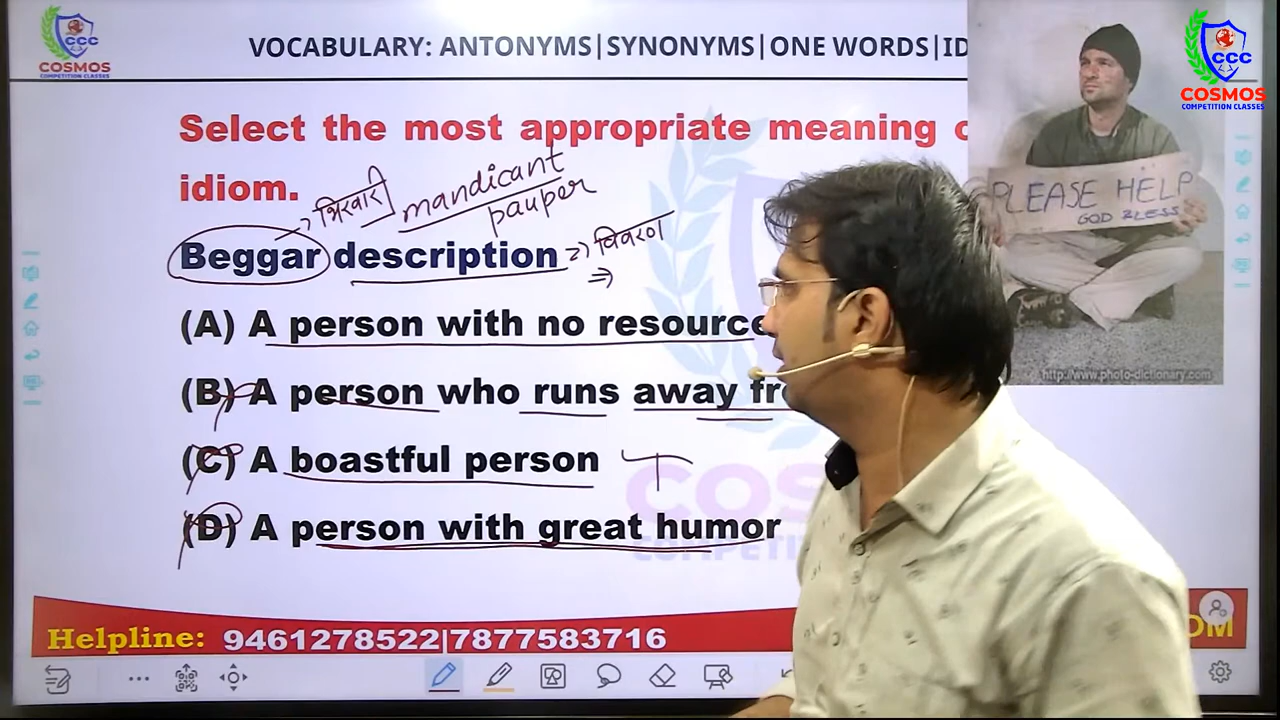 CCC
COSMOS
COMPETITION CLASSES
VOCABULARY: ANTONYMS|SYNONYMS|ONE WORDS|ID
CCC
COSMOS
COMPETITION CLASSES
Select the most appropriate meaning
idiom.
भिखारी
mandicant
pauper
Beggar description
विवरण
PLEASE HELP
GOD BLESS
(A) A person with no resource
(B) A person who runs away
(C) A boastful person
(D) A person with great humor
http://www.photo-dictionary.com
Helpline: 9461278522|7877583716